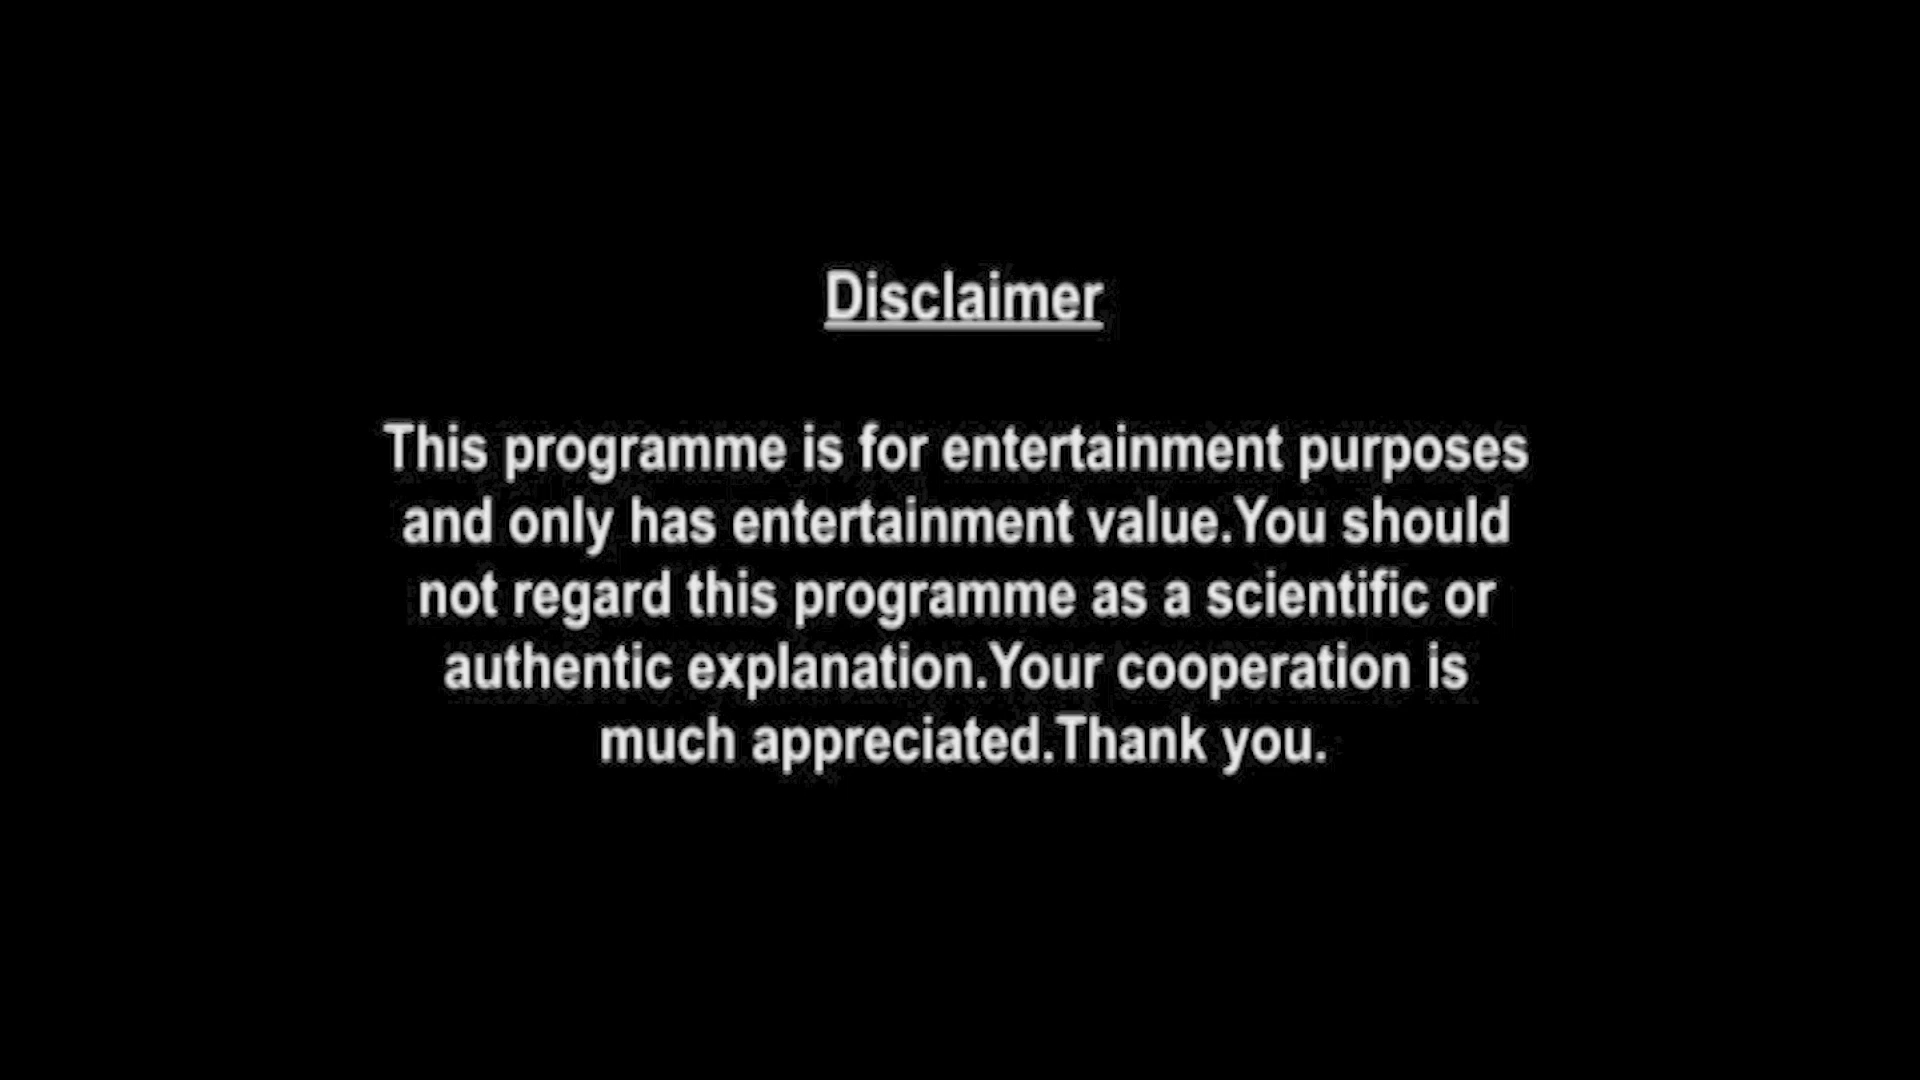 Disclaimer
This programme is for entertainment purposes
and only has entertainment value.You should
not regard this programme as a scientific or
authentic explanation.Your cooperation is
much appreciated.Thank you.